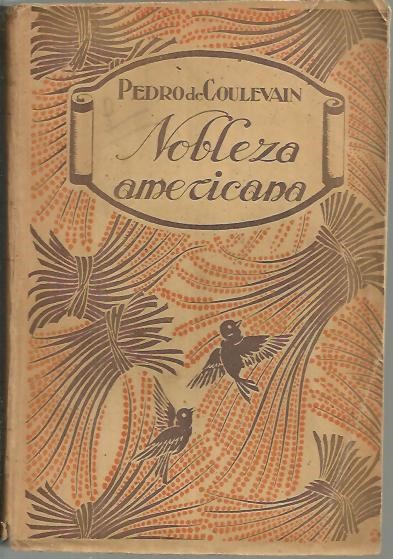 PEDRO de COULEVAIN
Nobleza
americana